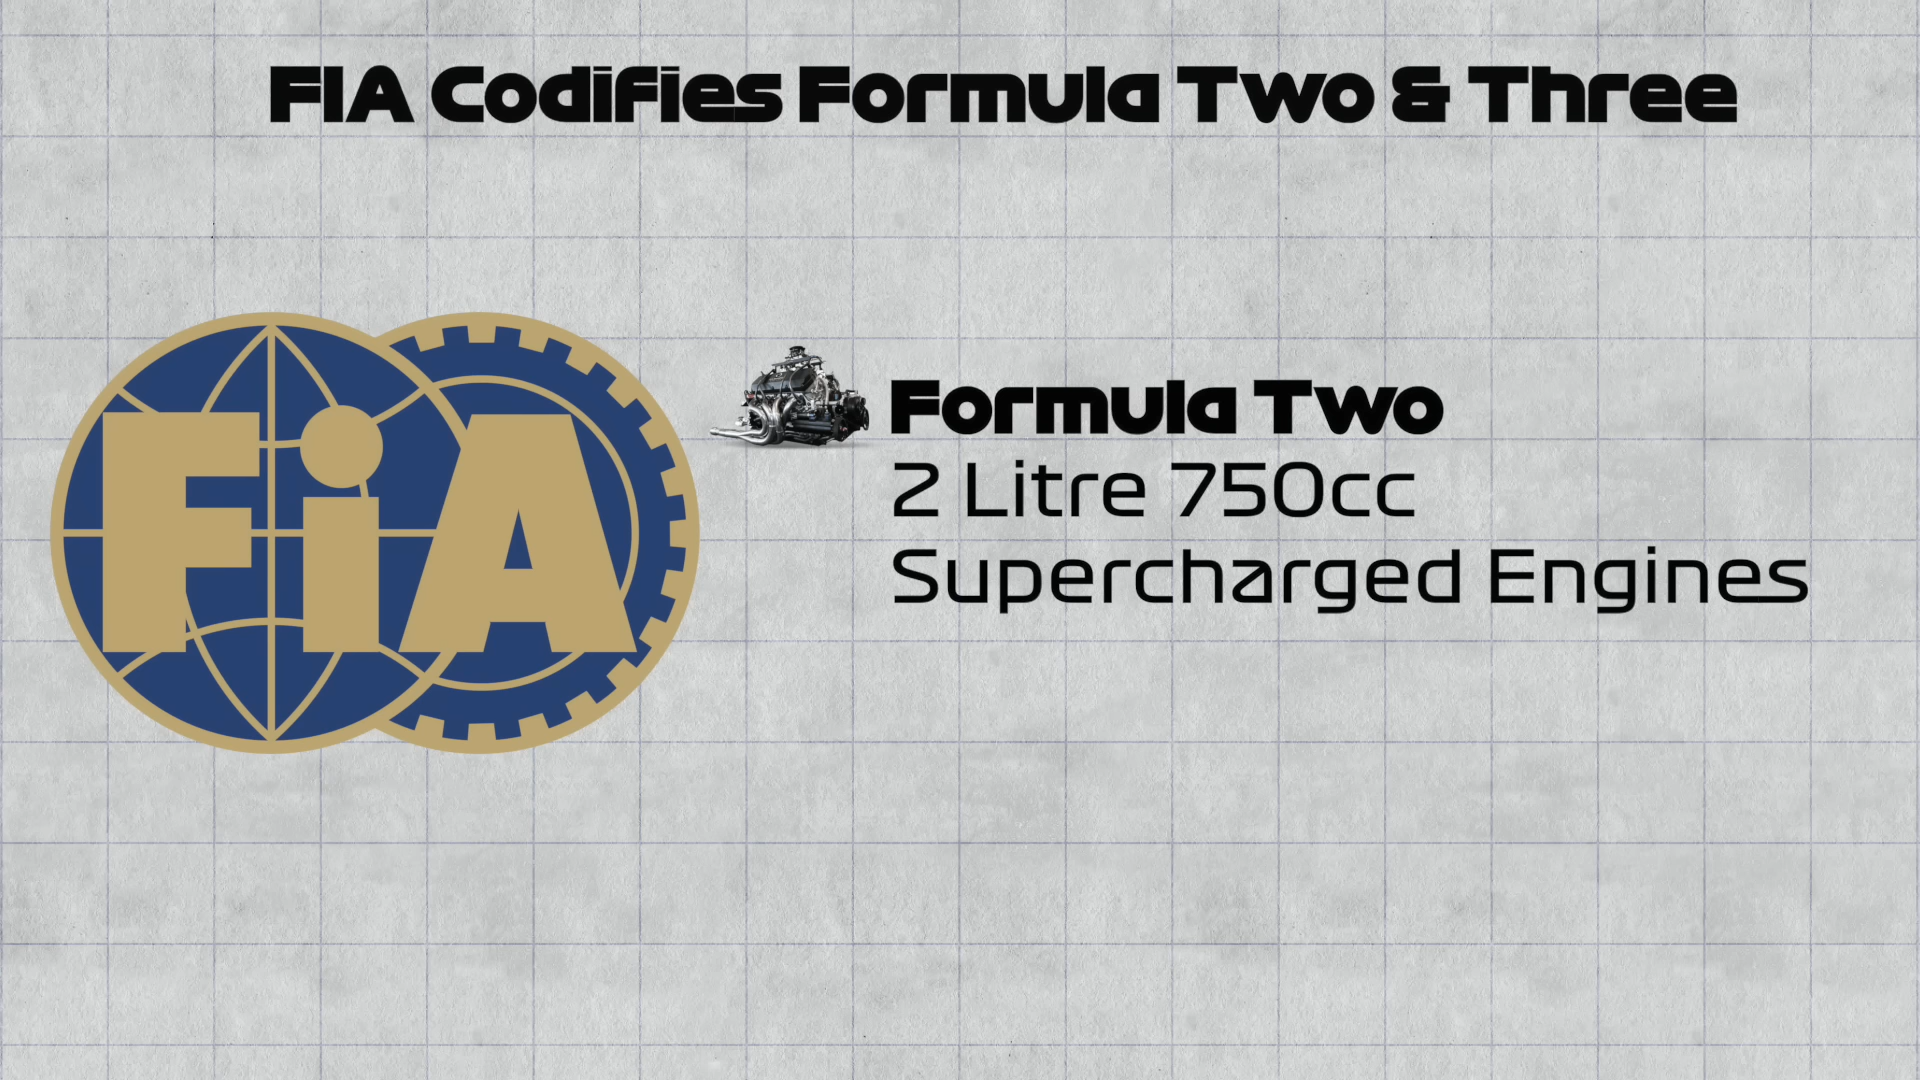 FIA Codifies Formula Two & Three
FiA
Formula Two
2 Litre 750cc
Supercharged Engines